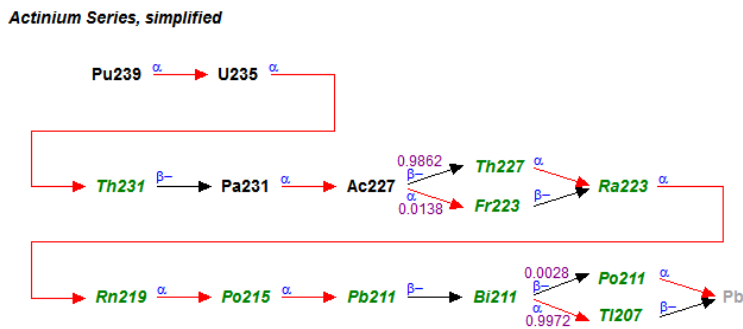 Actinium Series, simplified
Pu239 α U235 α
0.9862 Th227 α
Th231 β− Pa231 α Ac227 β− Ra223 α
α Fr223 β−
0.0138
0.0028 Po211 α
Rn219 α Po215 α Pb211 β− Bi211 β− Pb
α Tl207 β−
0.9972